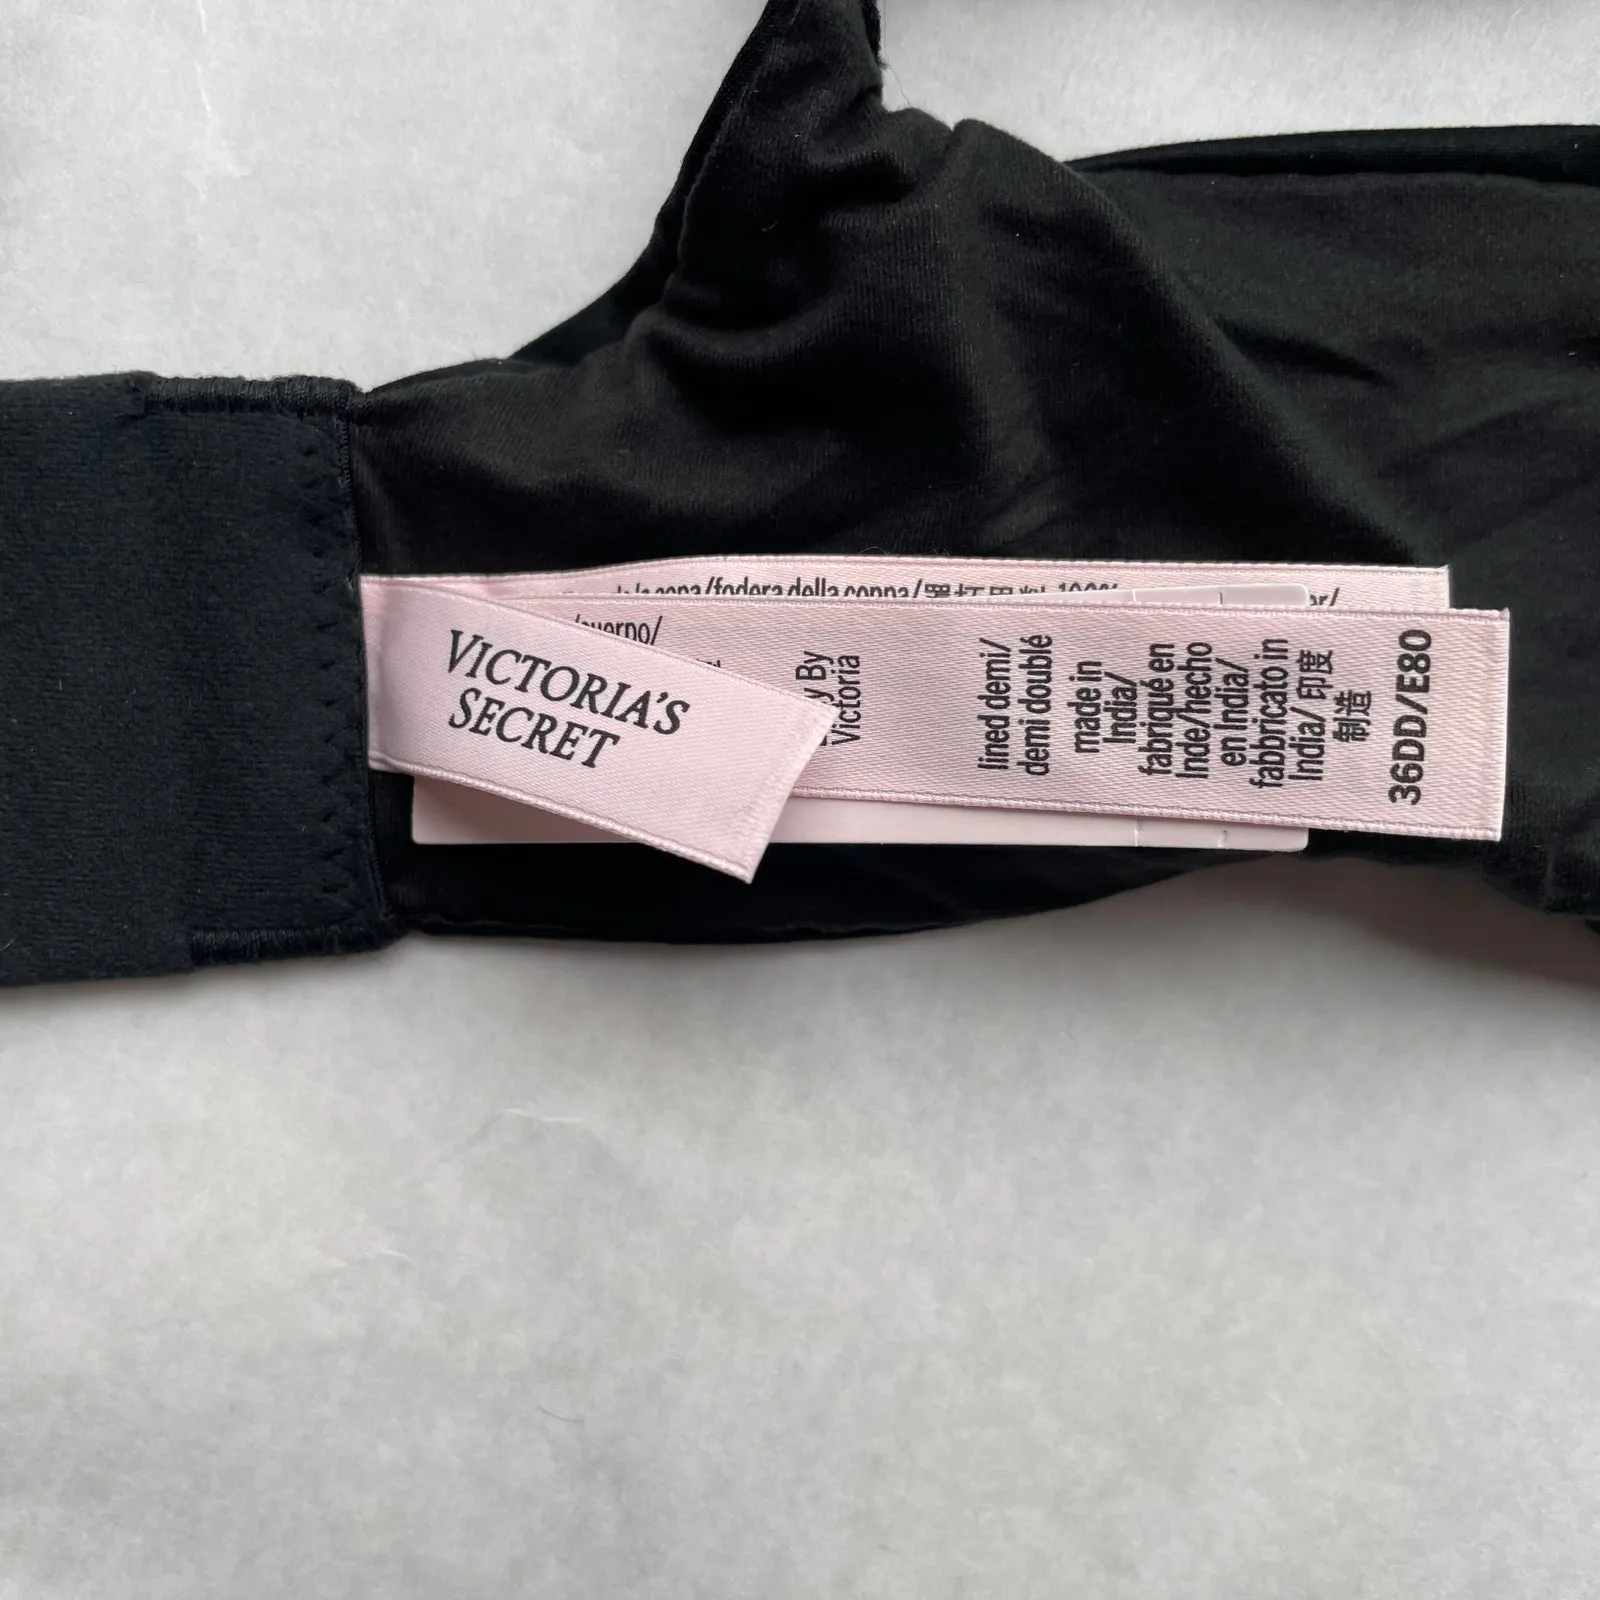 VICTORIA'S
SECRET
fodera della coppa/
100%
By
Victoria
lined demi/
demi doublé
made in
India/
fabriqué en
Inde/hecho
en India/
fabbricato in
India/ 印度
制造
36DD/E80